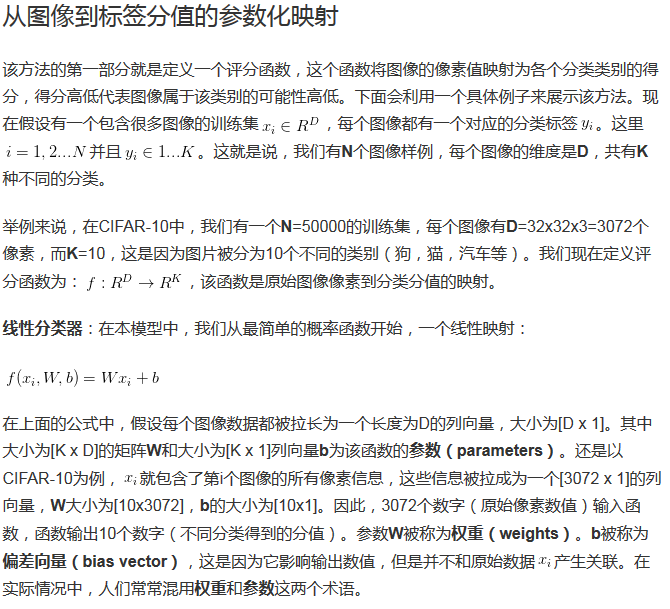 从图像到标签分值的参数化映射
该方法的第一部分就是定义一个评分函数，这个函数将图像的像素值映射为各个分类类别的得
分，得分高低代表图像属于该类别的可能性高低。下面会利用一个具体例子来展示该方法。现
在假设有一个包含很多图像的训练集 $x_i \in R^D$，每个图像都有一个对应的分类标签 $y_i$。这里
$i = 1, 2...N$ 并且 $y_i \in 1...K$。这就是说，我们有N个图像样例，每个图像的维度是D，共有K
种不同的分类。
举例来说，在CIFAR-10中，我们有一个N=50000的训练集，每个图像有D=32x32x3=3072个
像素，而K=10，这是因为图片被分为10个不同的类别（狗，猫，汽车等）。我们现在定义评
分函数为： $f : R^D \to R^K$，该函数是原始图像像素到分类分值的映射。
线性分类器：在本模型中，我们从最简单的概率函数开始，一个线性映射：
$f(x_i, W, b) = Wx_i + b$
在上面的公式中，假设每个图像数据都被拉长为一个长度为D的列向量，大小为[D x 1]。其中
大小为[K x D]的矩阵W和大小为[K x 1]列向量b为该函数的参数（parameters）。还是以
CIFAR-10为例， $x_i$ 就包含了第i个图像的所有像素信息，这些信息被拉成为一个[3072 x 1]的列
向量，W大小为[10x3072]，b的大小为[10x1]。因此，3072个数字（原始像素数值）输入函
数，函数输出10个数字（不同分类得到的分值）。参数W被称为权重（weights）。b被称为
偏差向量（bias vector），这是因为它影响输出数值，但是并不和原始数据 $x_i$ 产生关联。在
实际情况中，人们常常混用权重和参数这两个术语。